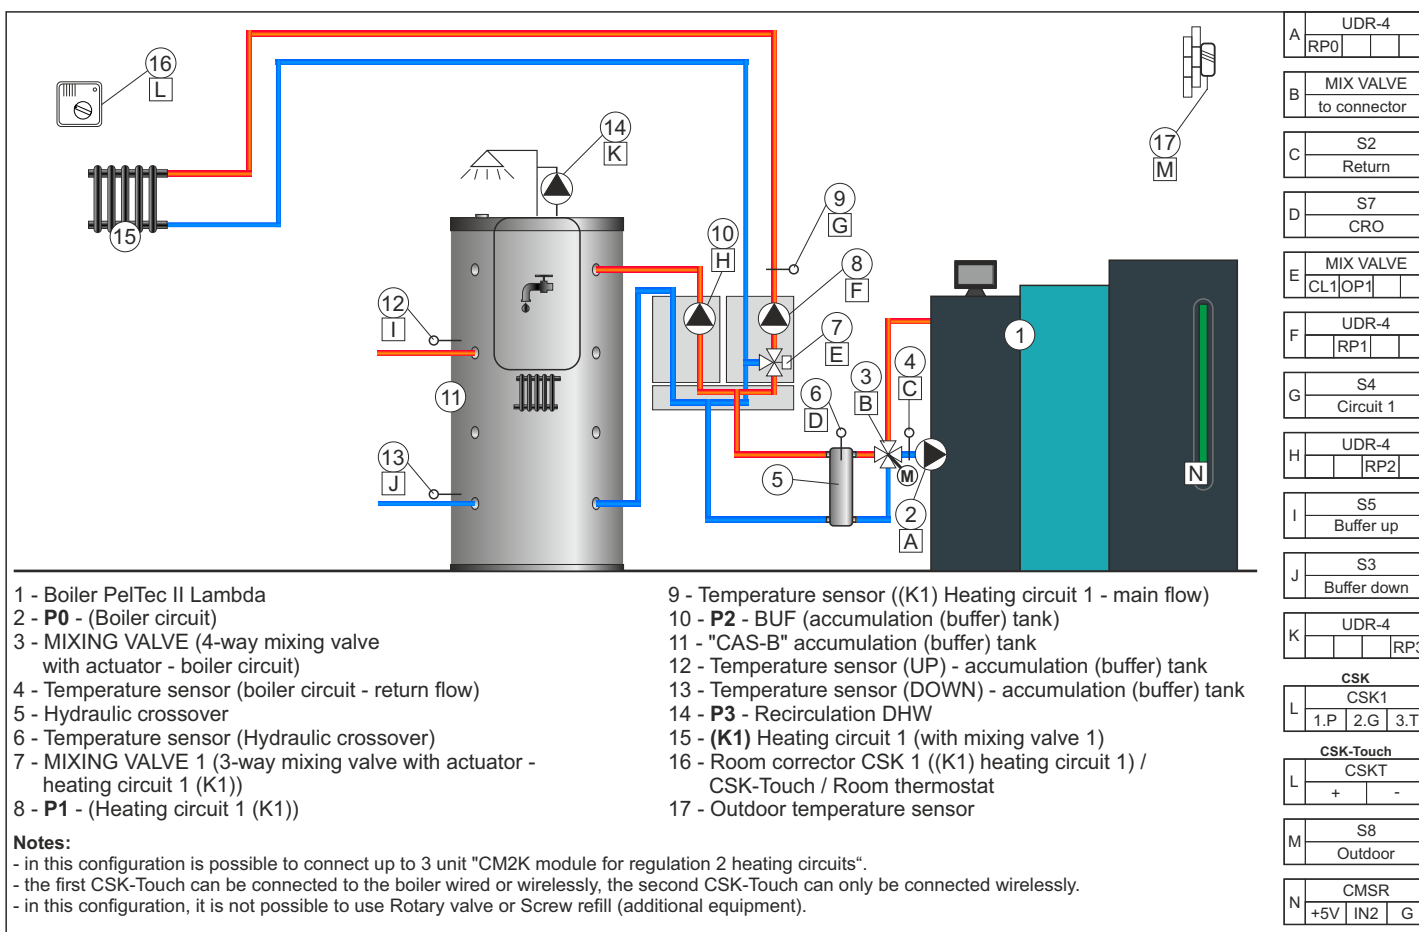 16
L
15
14
K
9
G
10
H
8
F
7
E
12
I
11
13
J
6
D
5
3
B
4
C
M
2
A
1
N
17
M
1 - Boiler PelTec II Lambda
2 - P0 - (Boiler circuit)
3 - MIXING VALVE (4-way mixing valve
with actuator - boiler circuit)
4 - Temperature sensor (boiler circuit - return flow)
5 - Hydraulic crossover
6 - Temperature sensor (Hydraulic crossover)
7 - MIXING VALVE 1 (3-way mixing valve with actuator -
heating circuit 1 (K1))
8 - P1 - (Heating circuit 1 (K1))
9 - Temperature sensor ((K1) Heating circuit 1 - main flow)
10 - P2 - BUF (accumulation (buffer) tank)
11 - "CAS-B" accumulation (buffer) tank
12 - Temperature sensor (UP) - accumulation (buffer) tank
13 - Temperature sensor (DOWN) - accumulation (buffer) tank
14 - P3 - Recirculation DHW
15 - (K1) Heating circuit 1 (with mixing valve 1)
16 - Room corrector CSK 1 ((K1) heating circuit 1) /
CSK-Touch / Room thermostat
17 - Outdoor temperature sensor
Notes:
- in this configuration is possible to connect up to 3 unit "CM2K module for regulation 2 heating circuits“.
- the first CSK-Touch can be connected to the boiler wired or wirelessly, the second CSK-Touch can only be connected wirelessly.
- in this configuration, it is not possible to use Rotary valve or Screw refill (additional equipment).
A UDR-4
RP0
B MIX VALVE
to connector
C S2
Return
D S7
CRO
E MIX VALVE
CL1 OP1
F UDR-4
RP1
G S4
Circuit 1
H UDR-4
RP2
I S5
Buffer up
J S3
Buffer down
K UDR-4
RP3
CSK
L CSK1
1.P 2.G 3.T
CSK-Touch
L CSKT
+ -
M S8
Outdoor
N CMSR
+5V IN2 G